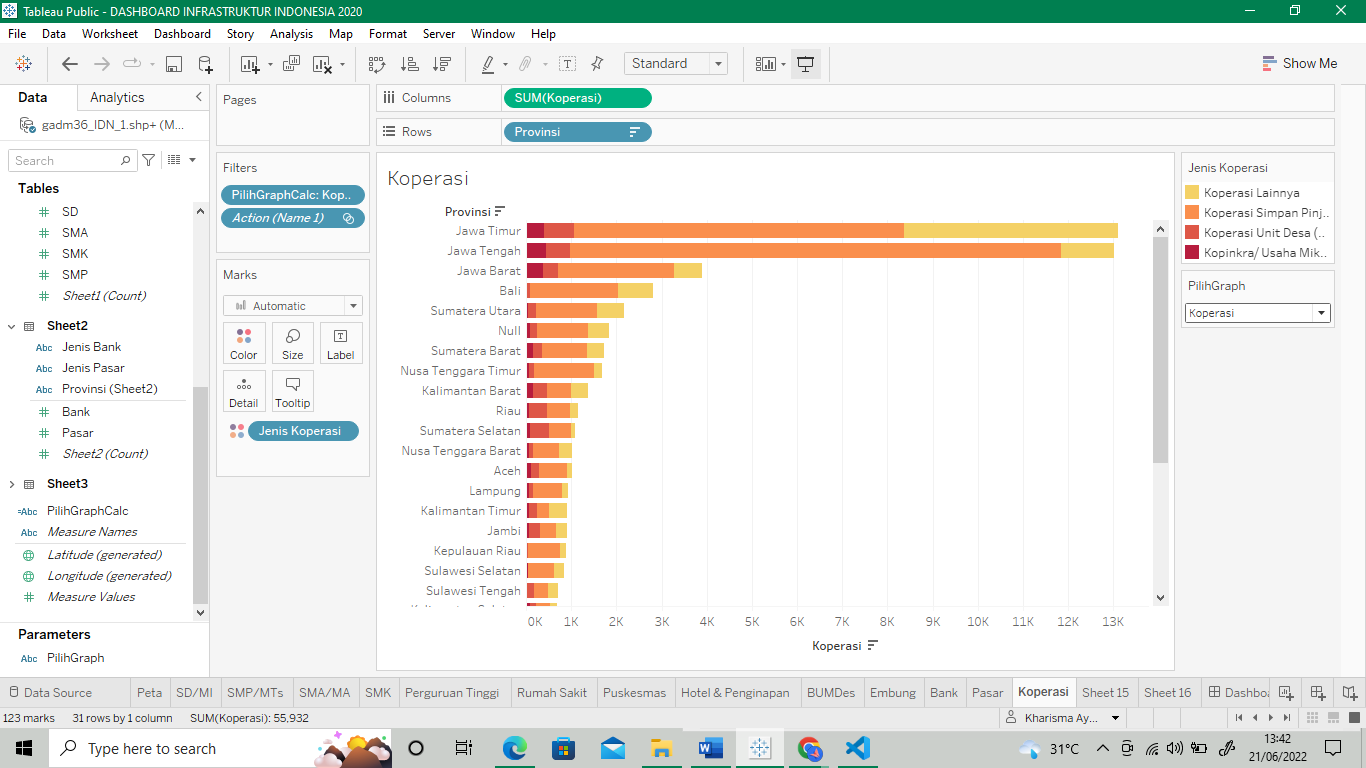 Tableau Public - DASHBOARD INFRASTRUKTUR INDONESIA 2020
File Data Worksheet Dashboard Story Analysis Map Format Server Window Help
Standard
Show Me
Data Analytics
gadm36_IDN_1.shp+ (M...
Search
Tables
SD
SMA
SMK
SMP
Sheet1 (Count)
Sheet2
Abc Jenis Bank
Abc Jenis Pasar
Abc Provinsi (Sheet2)
Bank
Pasar
Sheet2 (Count)
Sheet3
=Abc PilihGraphCalc
Abc Measure Names
Latitude (generated)
Longitude (generated)
Measure Values
Parameters
Abc PilihGraph
Pages
Filters
PilihGraphCalc: Kop..
Action (Name 1)
Marks
Automatic
Color Size Label
Detail Tooltip
Jenis Koperasi
Columns SUM(Koperasi)
Rows Provinsi
Koperasi
Provinsi
Jawa Timur
Jawa Tengah
Jawa Barat
Bali
Sumatera Utara
Null
Sumatera Barat
Nusa Tenggara Timur
Kalimantan Barat
Riau
Sumatera Selatan
Nusa Tenggara Barat
Aceh
Lampung
Kalimantan Timur
Jambi
Kepulauan Riau
Sulawesi Selatan
Sulawesi Tengah
0K 1K 2K 3K 4K 5K 6K 7K 8K 9K 10K 11K 12K 13K
Koperasi
Jenis Koperasi
Koperasi Lainnya
Koperasi Simpan Pinj..
Koperasi Unit Desa (..
Kopinkra/ Usaha Mik..
PilihGraph
Koperasi
Data Source Peta SD/MI SMP/MTs SMA/MA SMK Perguruan Tinggi Rumah Sakit Puskesmas Hotel & Penginapan BUMDes Embung Bank Pasar Koperasi Sheet 15 Sheet 16 Dashbo
123 marks 31 rows by 1 column SUM(Koperasi): 55.932
Kharisma Ay...
Type here to search
31°C
13:42
21/06/2022